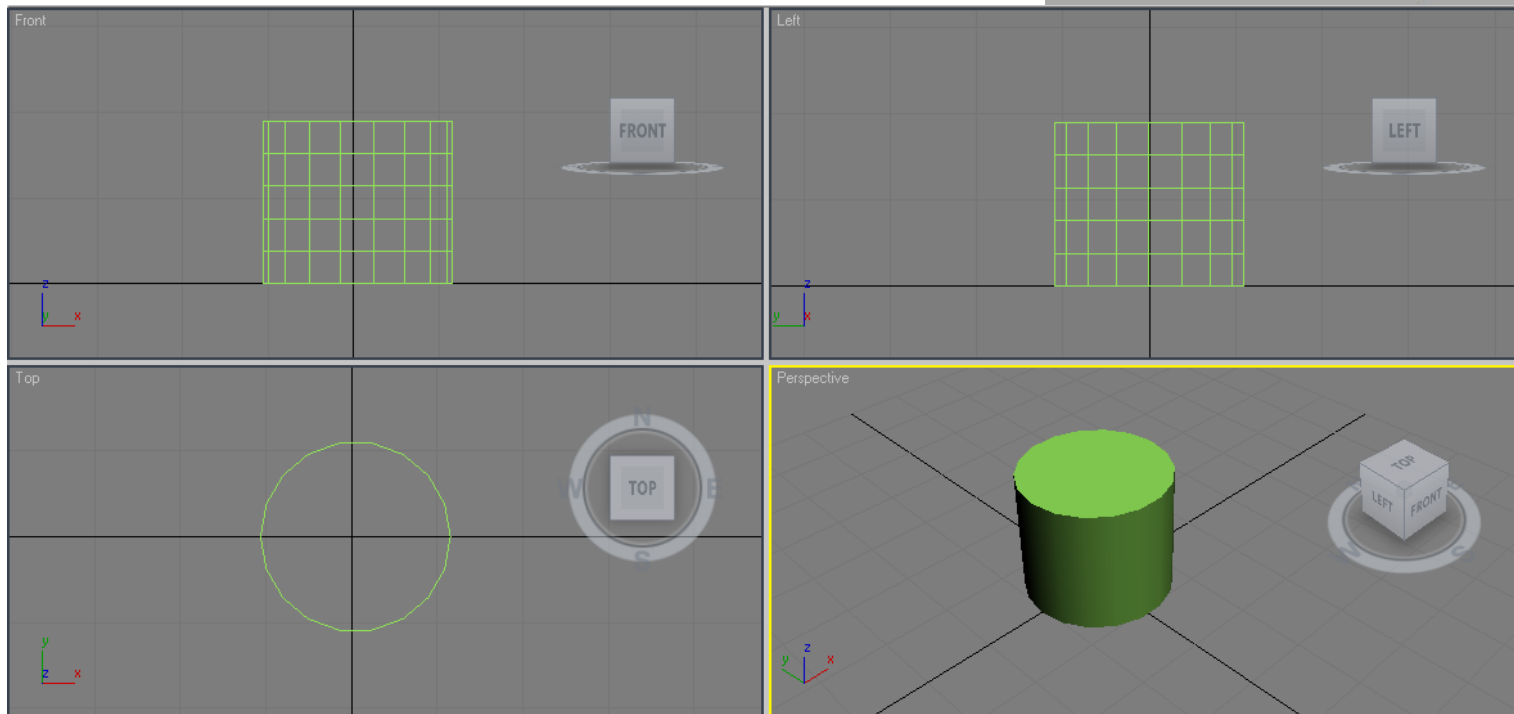 Front
FRONT
z
y x
Left
LEFT
z
y x
Top
N
W TOP E
S
y
z x
Perspective
TOP
LEFT FRONT
S
z
y x